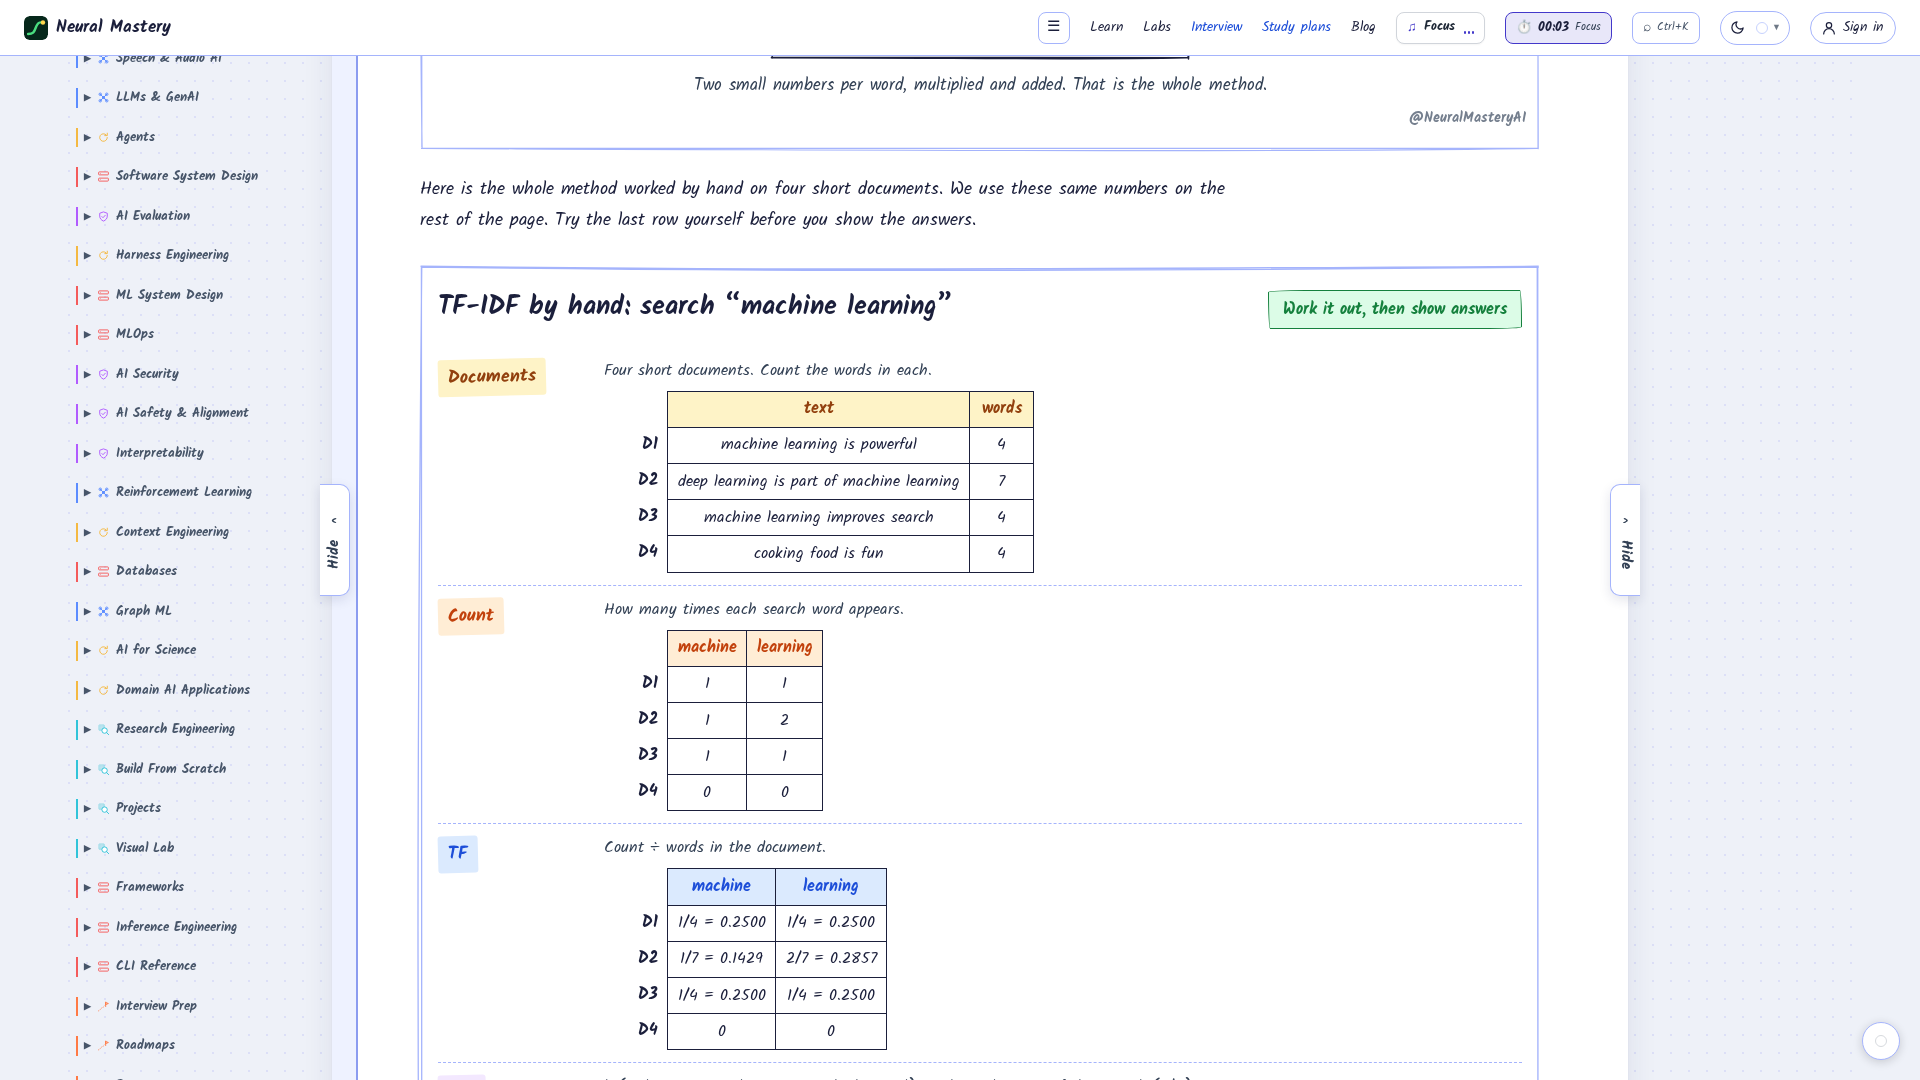 Neural Mastery
☰ Learn Labs Interview Study plans Blog ♫ Focus ... ⏱ 00:03 Focus ⌕ Ctrl+K ▾ Sign in
▶ Speech & Audio AI
▶ LLMs & GenAI
▶ Agents
▶ Software System Design
▶ AI Evaluation
▶ Harness Engineering
▶ ML System Design
▶ MLOps
▶ AI Security
▶ AI Safety & Alignment
▶ Interpretability
▶ Reinforcement Learning
▶ Context Engineering
▶ Databases
▶ Graph ML
▶ AI for Science
▶ Domain AI Applications
▶ Research Engineering
▶ Build From Scratch
▶ Projects
▶ Visual Lab
▶ Frameworks
▶ Inference Engineering
▶ CLI Reference
▶ Interview Prep
▶ Roadmaps
Hide
Two small numbers per word, multiplied and added. That is the whole method.
@NeuralMasteryAI
Here is the whole method worked by hand on four short documents. We use these same numbers on the
rest of the page. Try the last row yourself before you show the answers.
TF-IDF by hand: search “machine learning”
Work it out, then show answers
Documents
Four short documents. Count the words in each.
text words
D1 machine learning is powerful 4
D2 deep learning is part of machine learning 7
D3 machine learning improves search 4
D4 cooking food is fun 4
Count
How many times each search word appears.
machine learning
D1 1 1
D2 1 2
D3 1 1
D4 0 0
TF
Count ÷ words in the document.
machine learning
D1 1/4 = 0.2500 1/4 = 0.2500
D2 1/7 = 0.1429 2/7 = 0.2857
D3 1/4 = 0.2500 1/4 = 0.2500
D4 0 0
Hide